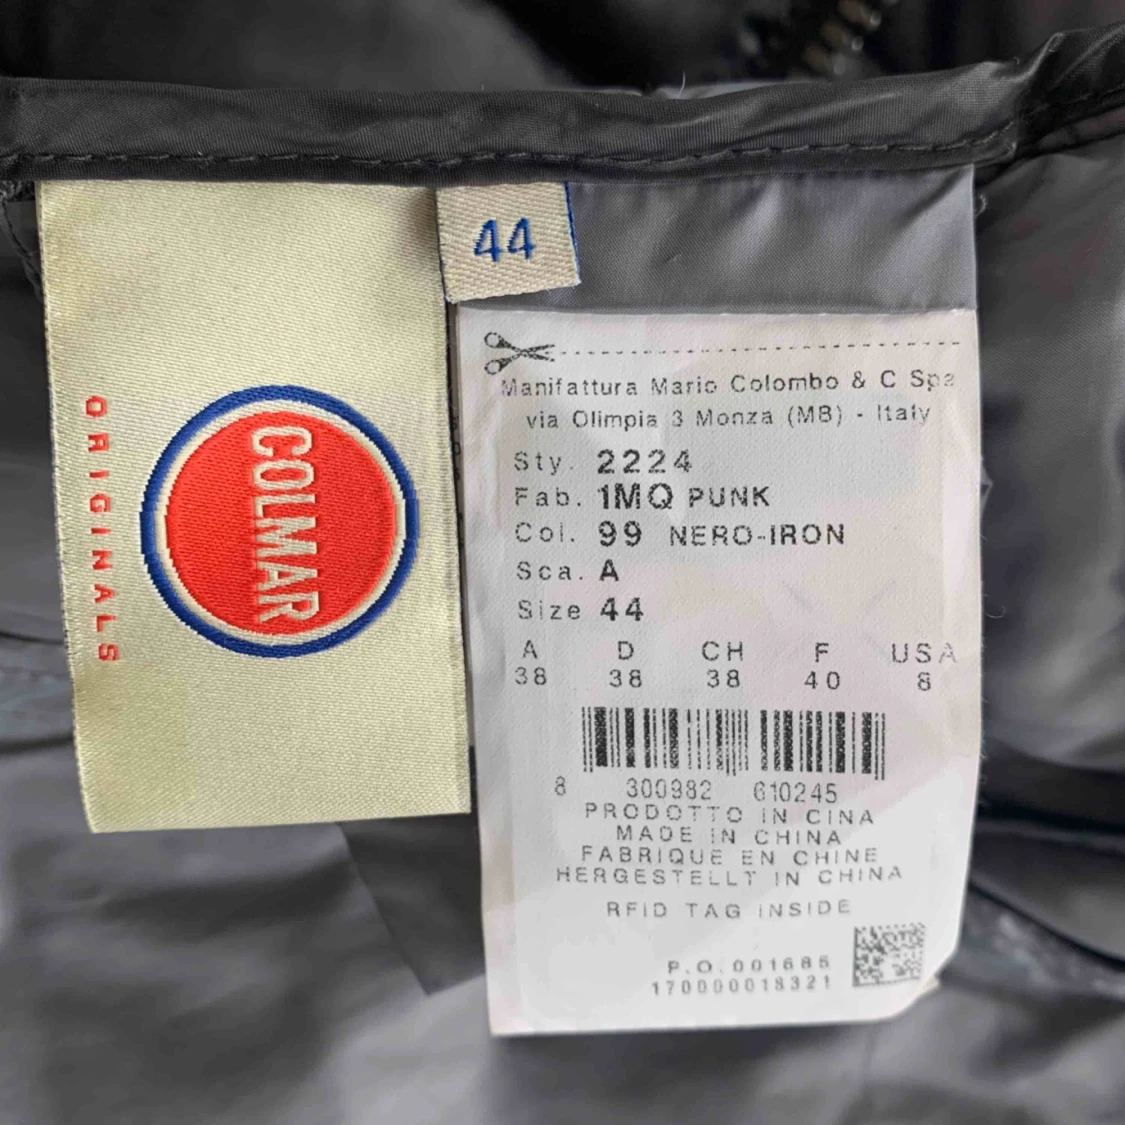 ORIGINALS
COLMAR
44
Manifattura Mario Colombo & C Spa
via Olimpia 3 Monza (MB) - Italy
Sty. 2224
Fab. 1MQ PUNK
Col. 99 NERO-IRON
Sca. A
Size 44
A D CH F USA
38 38 38 40 8
8 300982 610245
PRODOTTO IN CINA
MADE IN CHINA
FABRIQUE EN CHINE
HERGESTELLT IN CHINA
RFID TAG INSIDE
P.O. 001685
170000018321